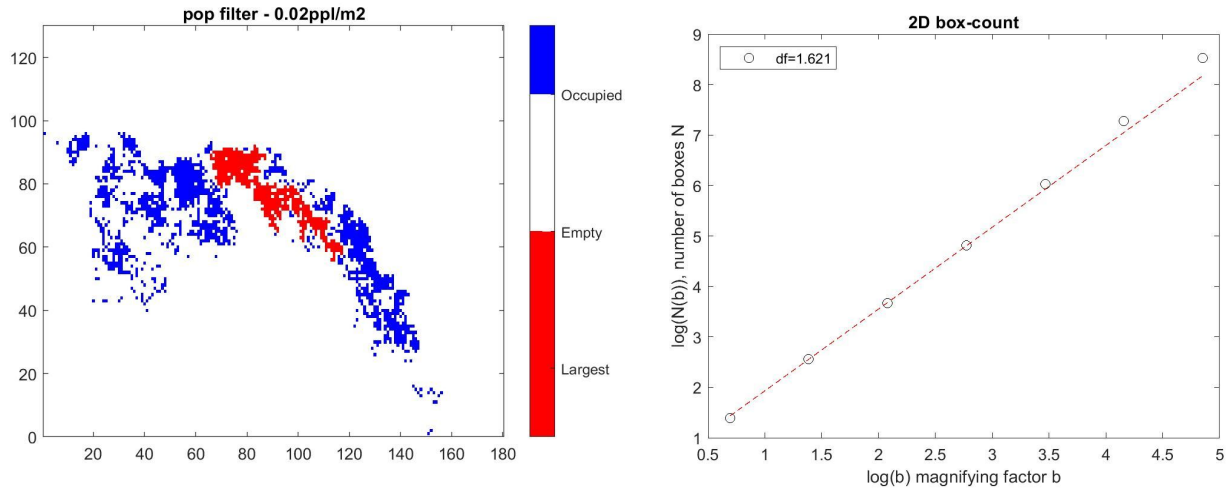 pop filter - 0.02ppl/m2
120
100
80
60
40
20
0
20 40 60 80 100 120 140 160 180
Occupied
Empty
Largest
2D box-count
df=1.621
9
8
7
6
5
4
3
2
1
log(N(b)), number of boxes N
0.5 1 1.5 2 2.5 3 3.5 4 4.5 5
log(b) magnifying factor b